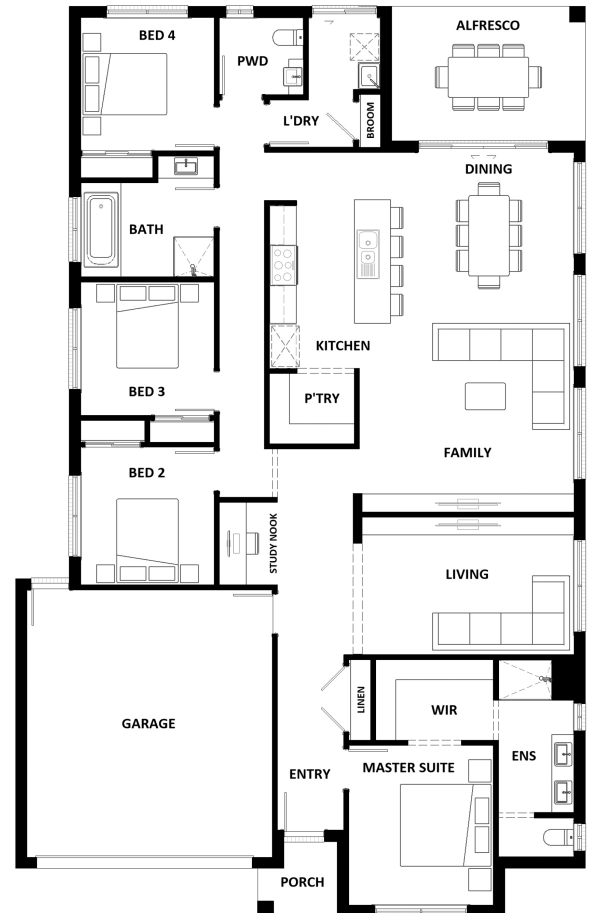 BED 4
PWD
ALFRESCO
L'DRY
BROOM
DINING
BATH
KITCHEN
BED 3
P'TRY
FAMILY
BED 2
STUDY NOOK
LIVING
LINEN
WIR
GARAGE
ENS
ENTRY
MASTER SUITE
PORCH